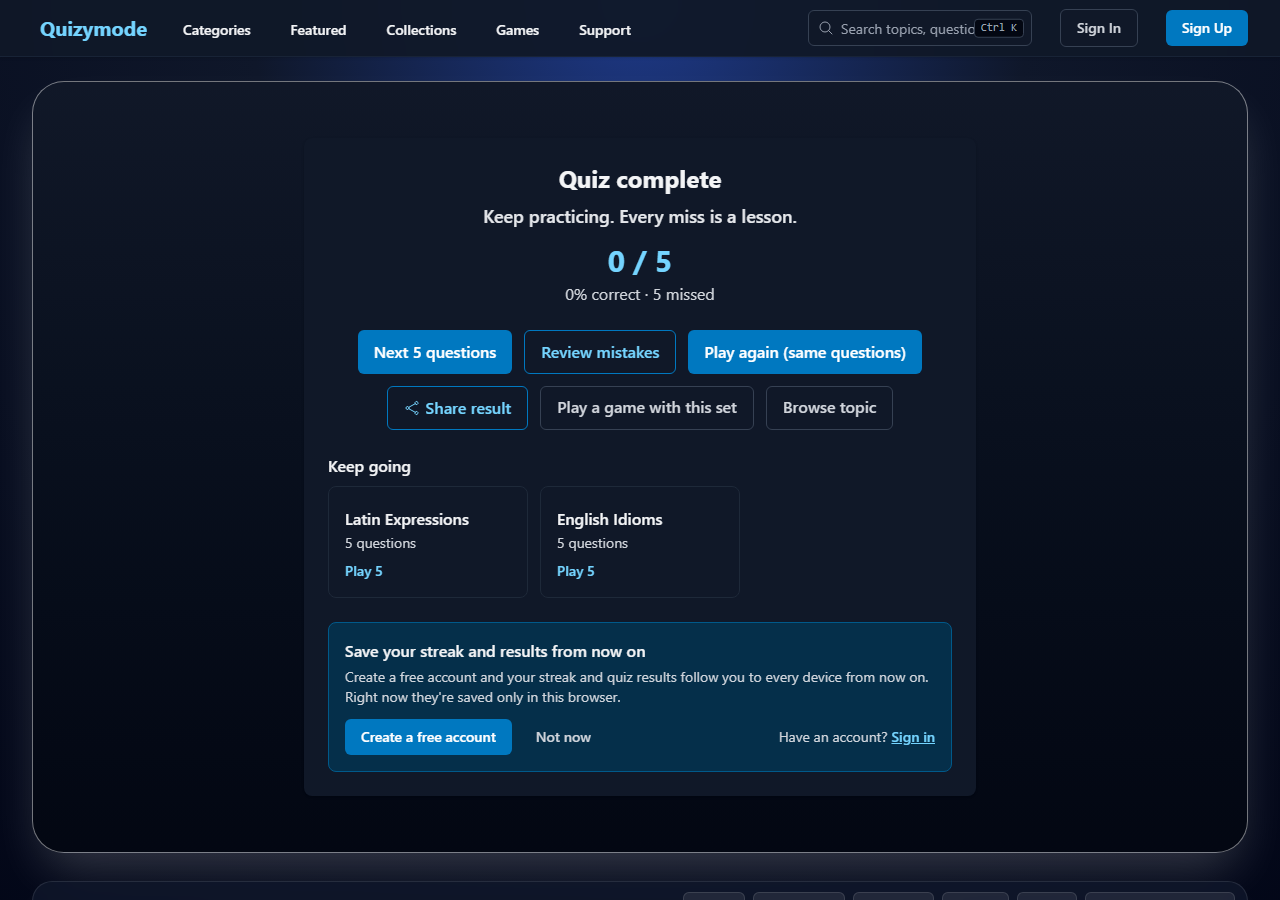 Quizymode
Categories
Featured
Collections
Games
Support
Search topics, questio
Ctrl K
Sign In
Sign Up
Quiz complete
Keep practicing. Every miss is a lesson.
0 / 5
0% correct · 5 missed
Next 5 questions
Review mistakes
Play again (same questions)
Share result
Play a game with this set
Browse topic
Keep going
Latin Expressions
5 questions
Play 5
English Idioms
5 questions
Play 5
Save your streak and results from now on
Create a free account and your streak and quiz results follow you to every device from now on.
Right now they're saved only in this browser.
Create a free account
Not now
Have an account? Sign in